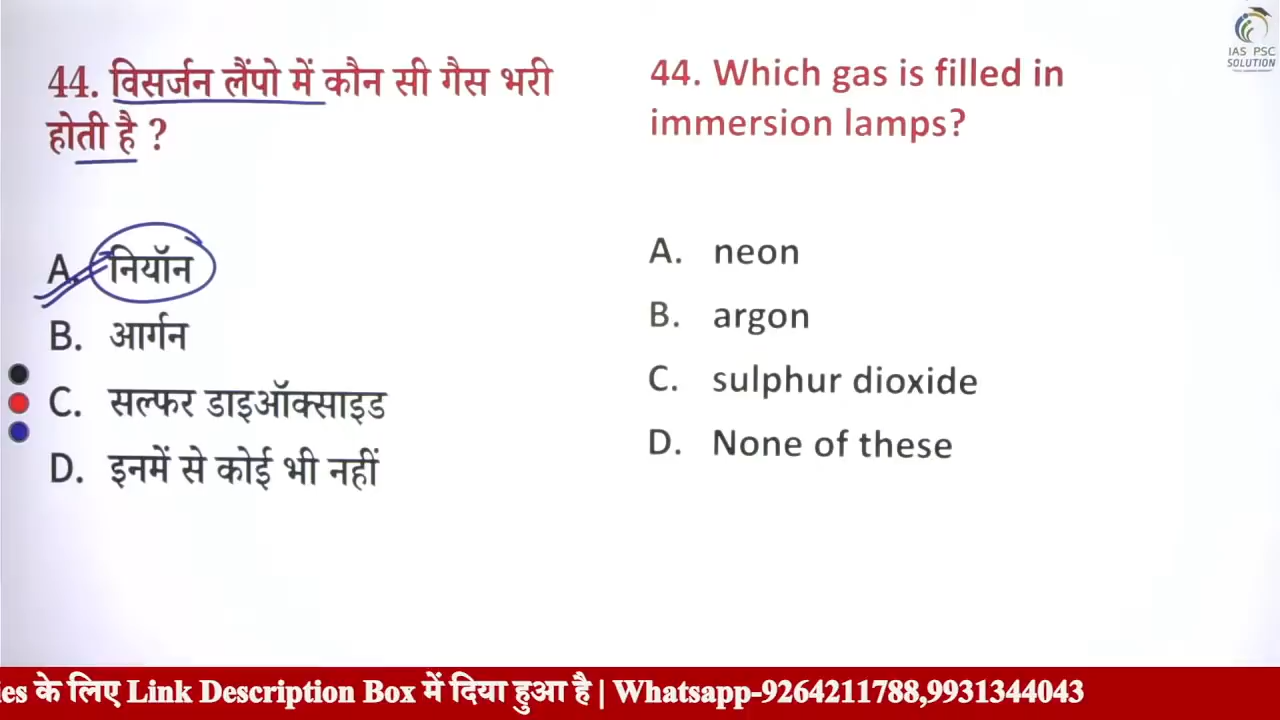 44. विसर्जन लैंपो में कौन सी गैस भरी
होती है ?
A. नियॉन
B. आर्गन
C. सल्फर डाइऑक्साइड
D. इनमें से कोई भी नहीं
44. Which gas is filled in
immersion lamps?
A. neon
B. argon
C. sulphur dioxide
D. None of these
IAS PSC
SOLUTION
ies के लिए Link Description Box में दिया हुआ है | Whatsapp-9264211788,9931344043